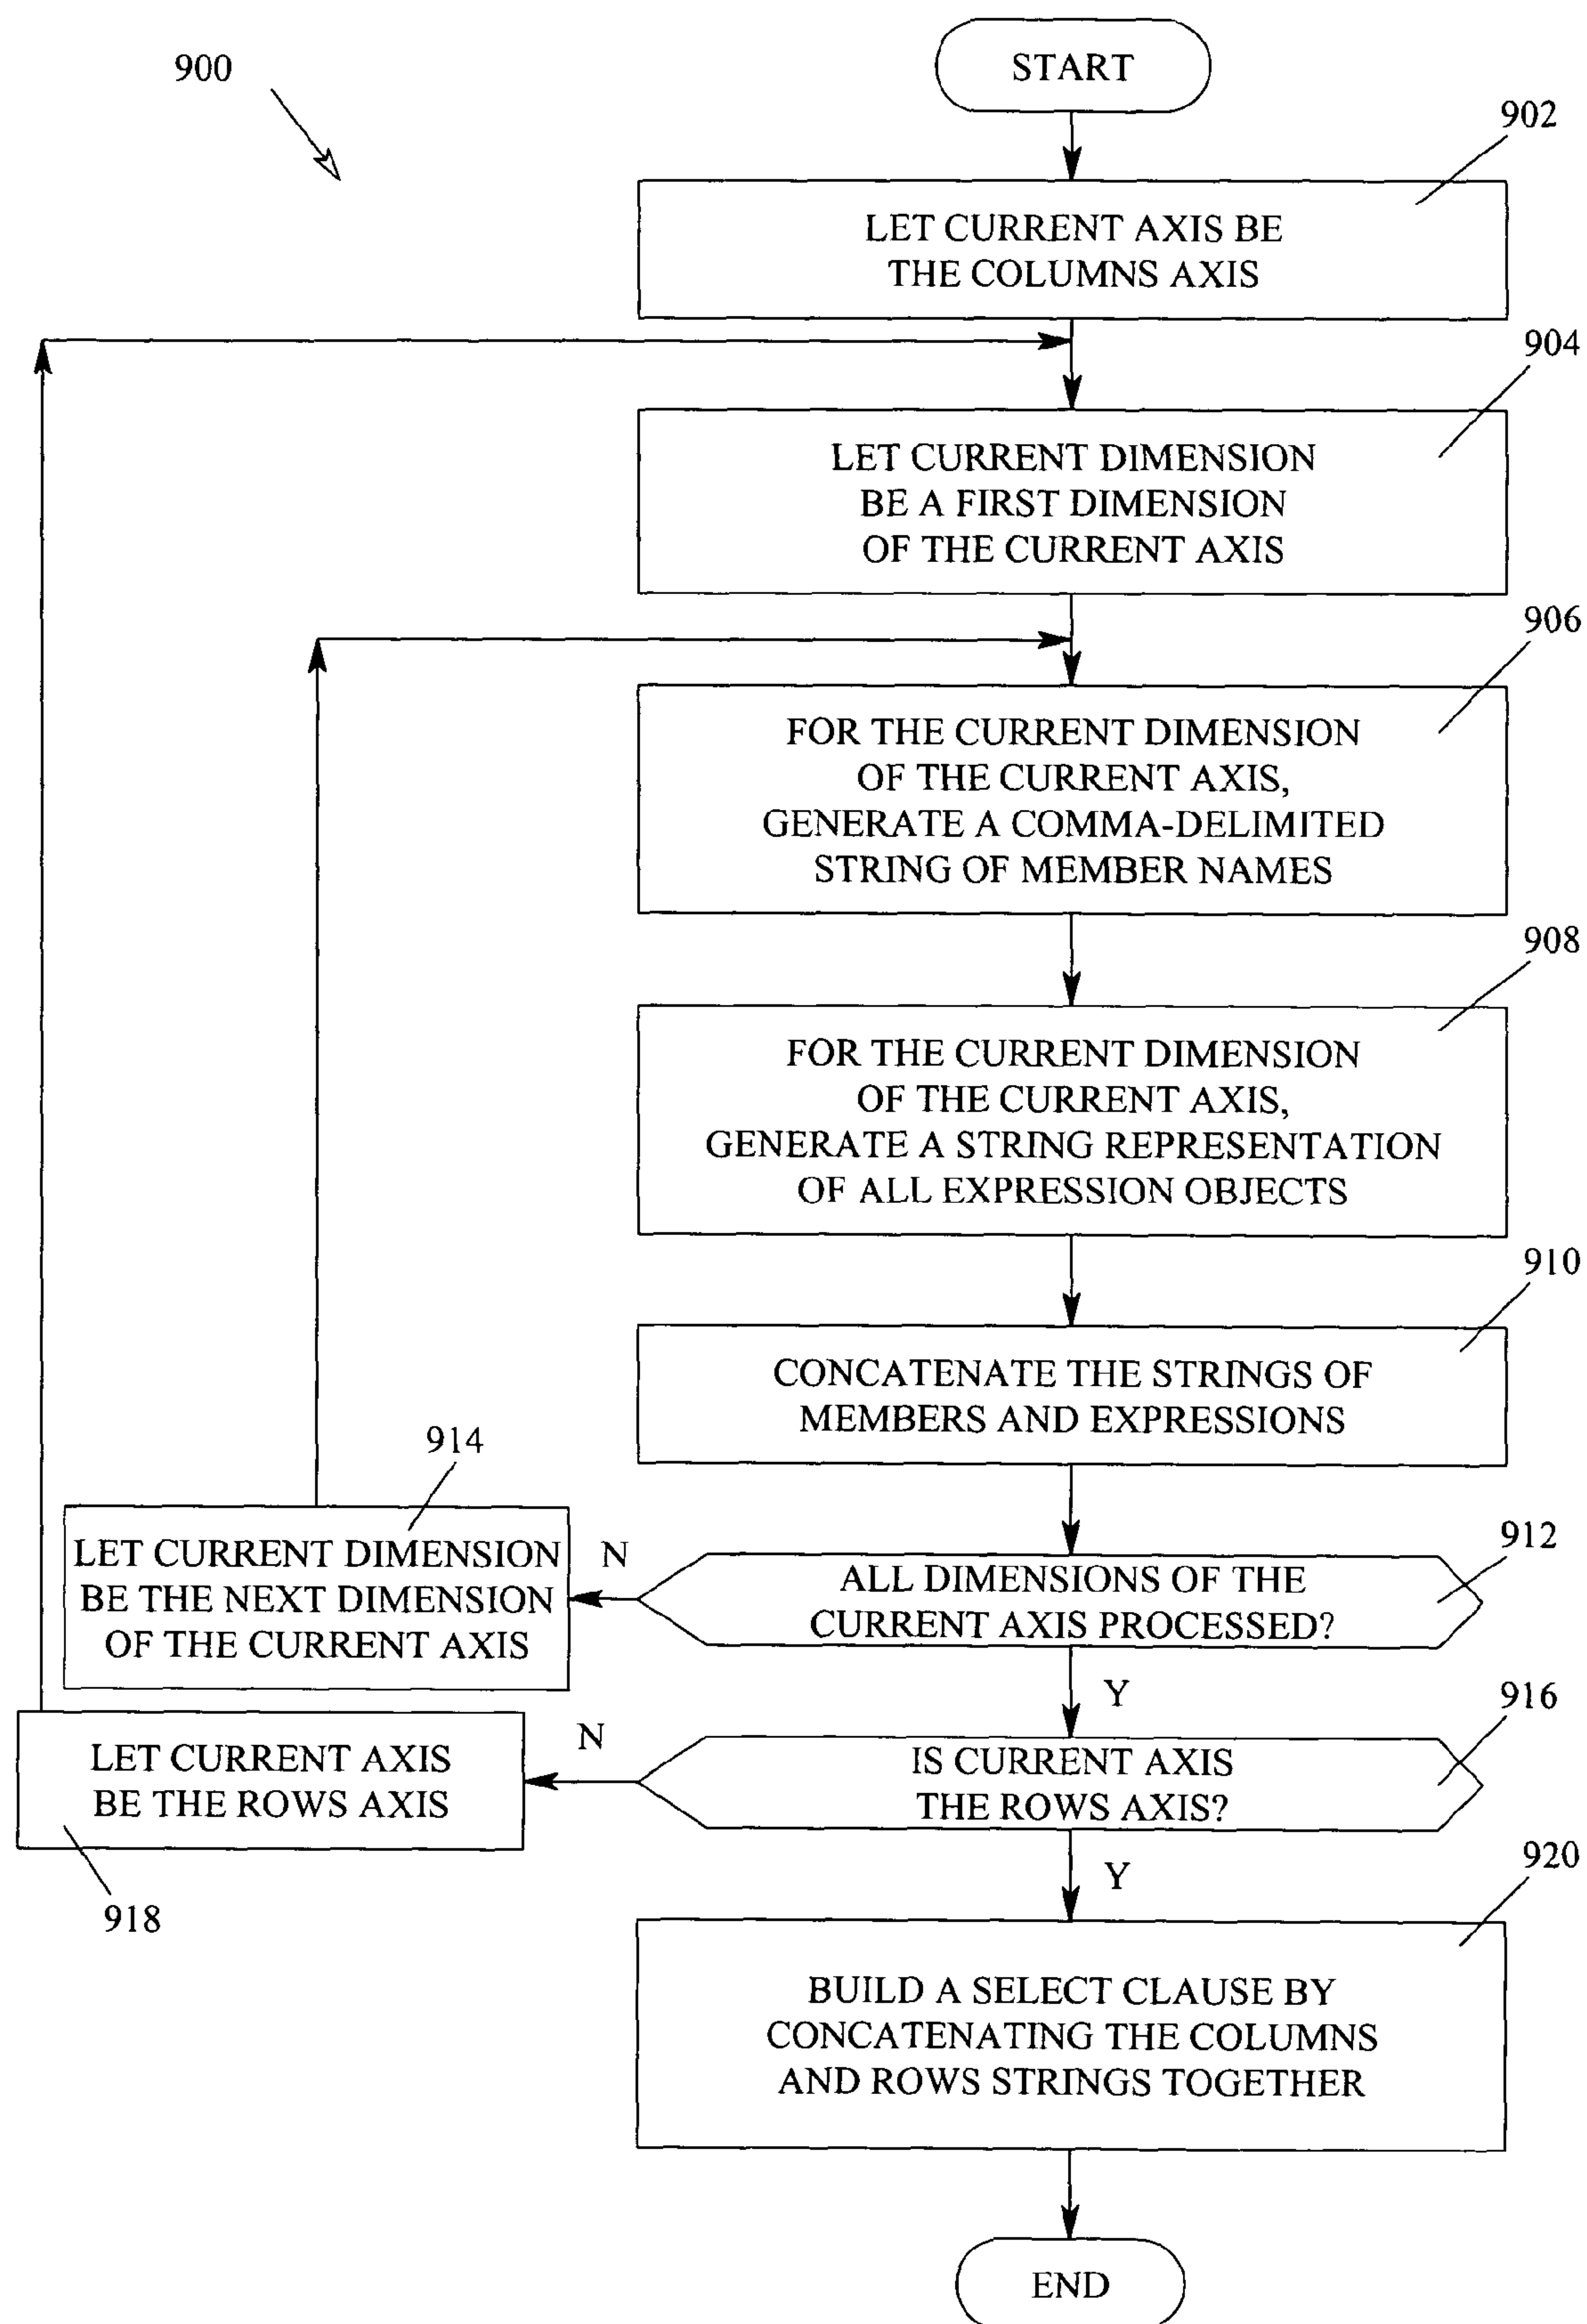 900
START
902
LET CURRENT AXIS BE
THE COLUMNS AXIS
904
LET CURRENT DIMENSION
BE A FIRST DIMENSION
OF THE CURRENT AXIS
906
FOR THE CURRENT DIMENSION
OF THE CURRENT AXIS,
GENERATE A COMMA-DELIMITED
STRING OF MEMBER NAMES
908
FOR THE CURRENT DIMENSION
OF THE CURRENT AXIS,
GENERATE A STRING REPRESENTATION
OF ALL EXPRESSION OBJECTS
910
CONCATENATE THE STRINGS OF
MEMBERS AND EXPRESSIONS
912
ALL DIMENSIONS OF THE
CURRENT AXIS PROCESSED?
N
914
LET CURRENT DIMENSION
BE THE NEXT DIMENSION
OF THE CURRENT AXIS
Y
916
IS CURRENT AXIS
THE ROWS AXIS?
N
LET CURRENT AXIS
BE THE ROWS AXIS
918
Y
920
BUILD A SELECT CLAUSE BY
CONCATENATING THE COLUMNS
AND ROWS STRINGS TOGETHER
END